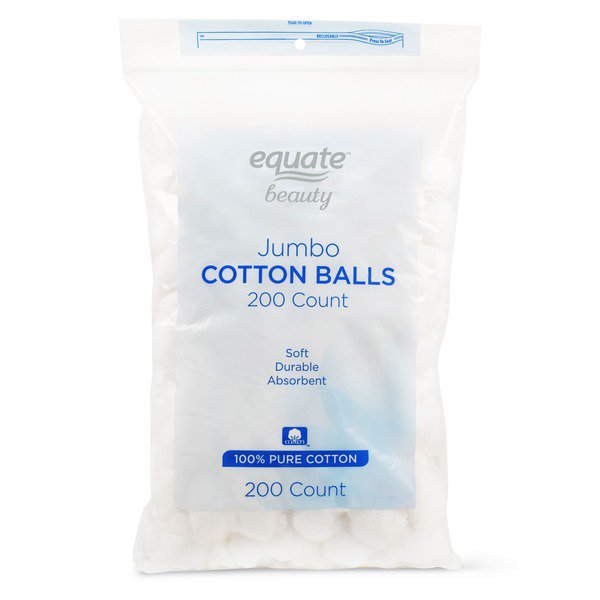 TEAR TO OPEN
RECLOSABLE
Press To Seal
equate™
beauty
Jumbo
COTTON BALLS
200 Count
Soft
Durable
Absorbent
COTTON
100% PURE COTTON
200 Count